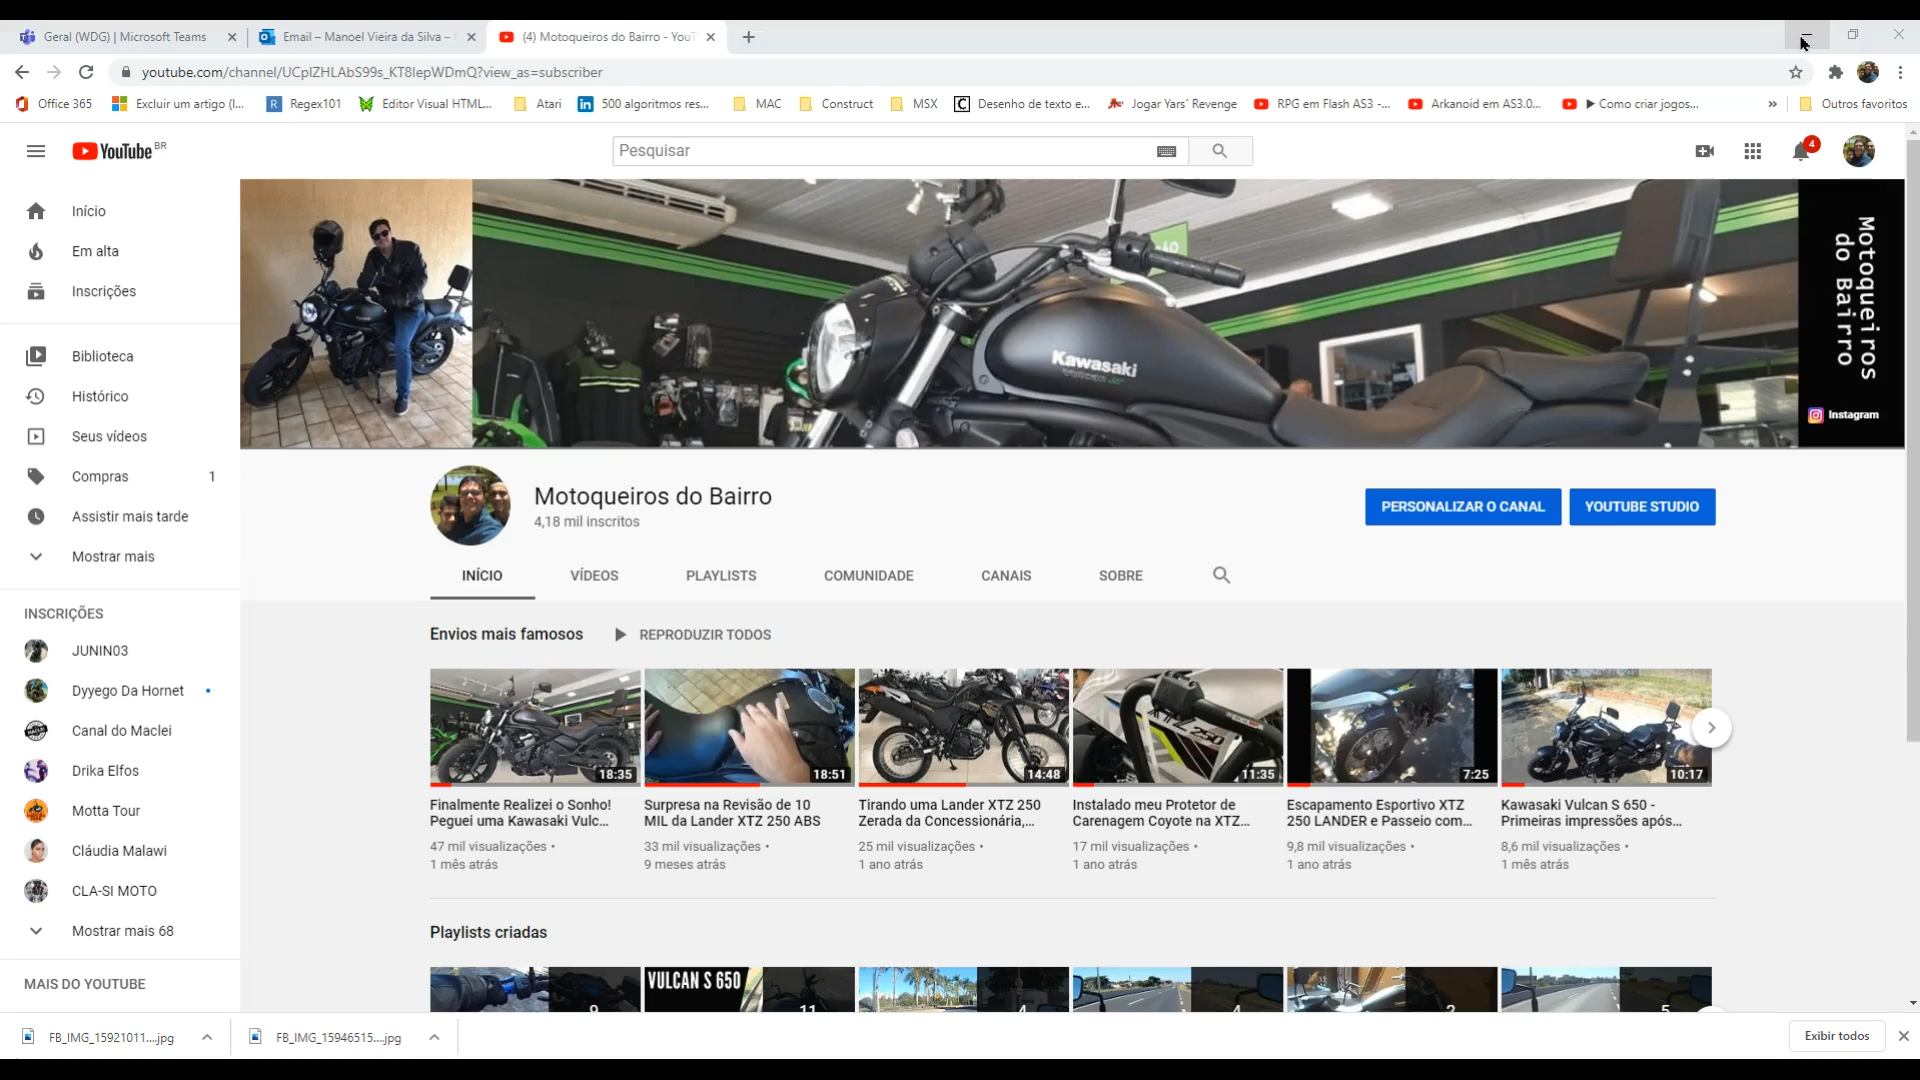 Geral (WDG) | Microsoft Teams
Email – Manoel Vieira da Silva –
(4) Motoqueiros do Bairro - YouT
youtube.com/channel/UCpIZHLAbS99s_KT8IepWDmQ?view_as=subscriber
Office 365
Excluir um artigo (I...
Regex101
Editor Visual HTML...
Atari
500 algoritmos res...
MAC
Construct
MSX
Desenho de texto e...
Jogar Yars´ Revenge
RPG em Flash AS3 -...
Arkanoid em AS3.0...
▶ Como criar jogos...
»
Outros favoritos
YouTube BR
Pesquisar
4
Início
Em alta
Inscrições
Biblioteca
Histórico
Seus vídeos
Compras 1
Assistir mais tarde
Mostrar mais
INSCRIÇÕES
JUNIN03
Dyyego Da Hornet
Canal do Maclei
Drika Elfos
Motta Tour
Cláudia Malawi
CLA-SI MOTO
Mostrar mais 68
MAIS DO YOUTUBE
Kawasaki
Motoqueiros
do Bairro
Instagram
Motoqueiros do Bairro
4,18 mil inscritos
PERSONALIZAR O CANAL
YOUTUBE STUDIO
INÍCIO
VÍDEOS
PLAYLISTS
COMUNIDADE
CANAIS
SOBRE
Envios mais famosos
REPRODUZIR TODOS
18:35
Finalmente Realizei o Sonho!
Peguei uma Kawasaki Vulc...
47 mil visualizações •
1 mês atrás
18:51
Surpresa na Revisão de 10
MIL da Lander XTZ 250 ABS
33 mil visualizações •
9 meses atrás
14:48
Tirando uma Lander XTZ 250
Zerada da Concessionária,...
25 mil visualizações •
1 ano atrás
250
11:35
Instalado meu Protetor de
Carenagem Coyote na XTZ...
17 mil visualizações •
1 ano atrás
7:25
Escapamento Esportivo XTZ
250 LANDER e Passeio com...
9,8 mil visualizações •
1 ano atrás
10:17
Kawasaki Vulcan S 650 -
Primeiras impressões após...
8,6 mil visualizações •
1 mês atrás
Playlists criadas
VULCAN S 650
FB_IMG_15921011....jpg
FB_IMG_15946515....jpg
Exibir todos